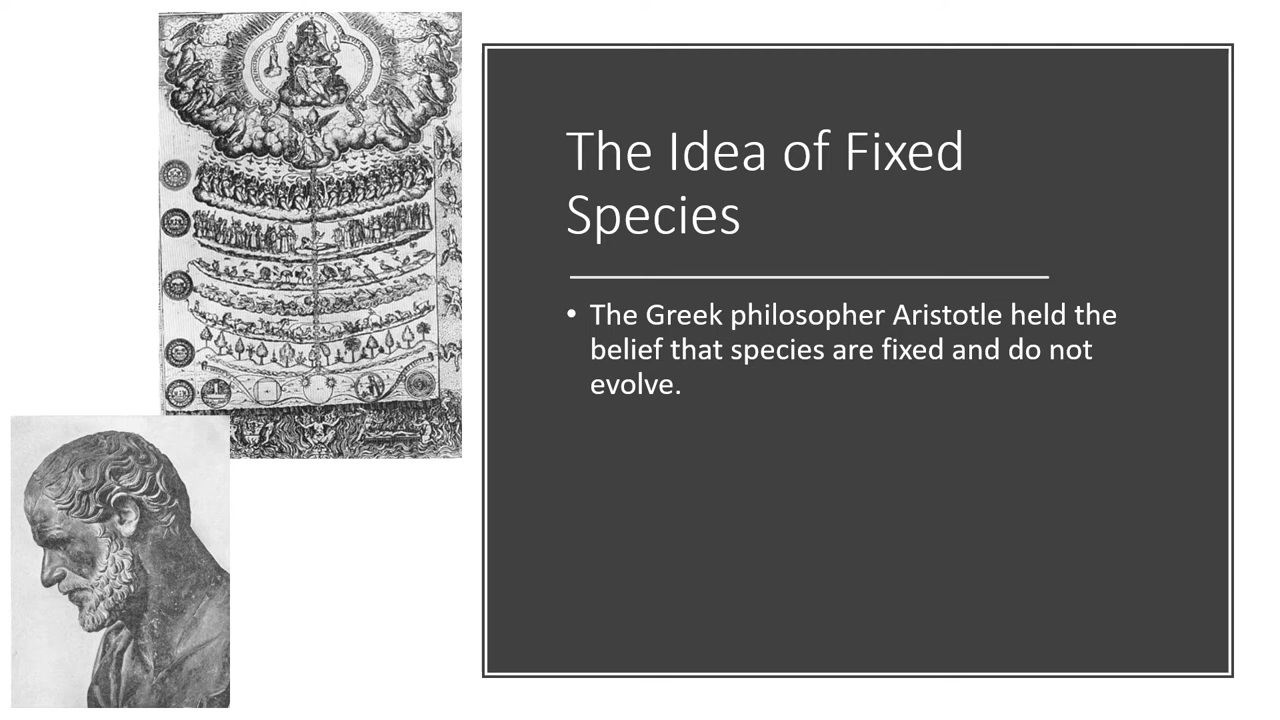 The Idea of Fixed
Species
• The Greek philosopher Aristotle held the
belief that species are fixed and do not
evolve.